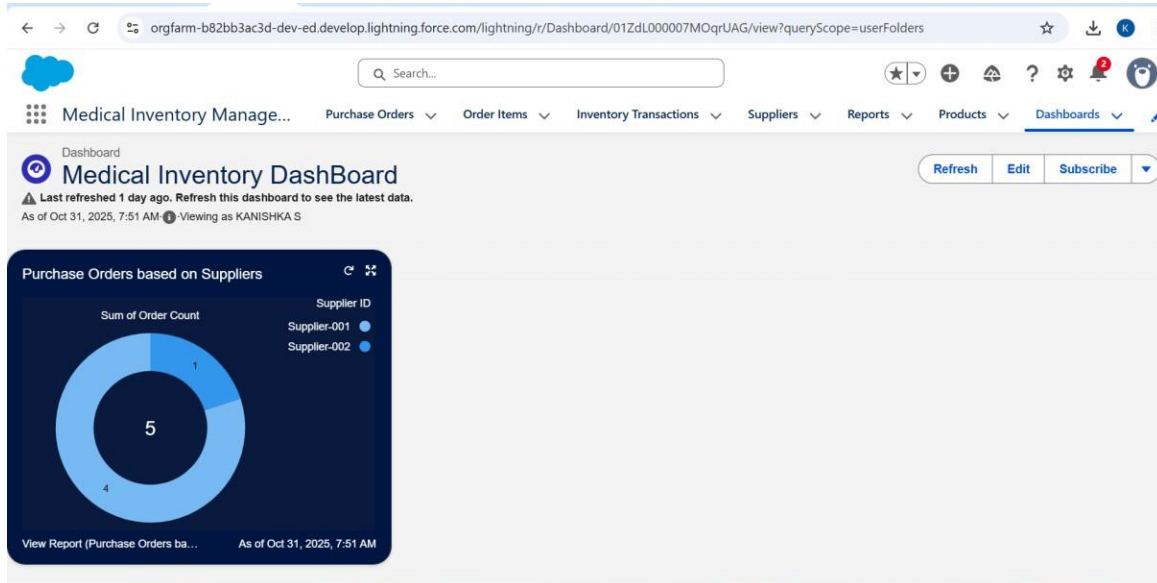 orgfarm-b82bb3ac3d-dev-ed.develop.lightning.force.com/lightning/r/Dashboard/01ZdL000007MOqrUAG/view?queryScope=userFolders
K
Search...
2
Medical Inventory Manage... Purchase Orders Order Items Inventory Transactions Suppliers Reports Products Dashboards
Dashboard
Medical Inventory DashBoard
Refresh Edit Subscribe
Last refreshed 1 day ago. Refresh this dashboard to see the latest data.
As of Oct 31, 2025, 7:51 AM·Viewing as KANISHKA S
Purchase Orders based on Suppliers
Sum of Order Count
Supplier ID
Supplier-001
Supplier-002
1
5
4
View Report (Purchase Orders ba... As of Oct 31, 2025, 7:51 AM